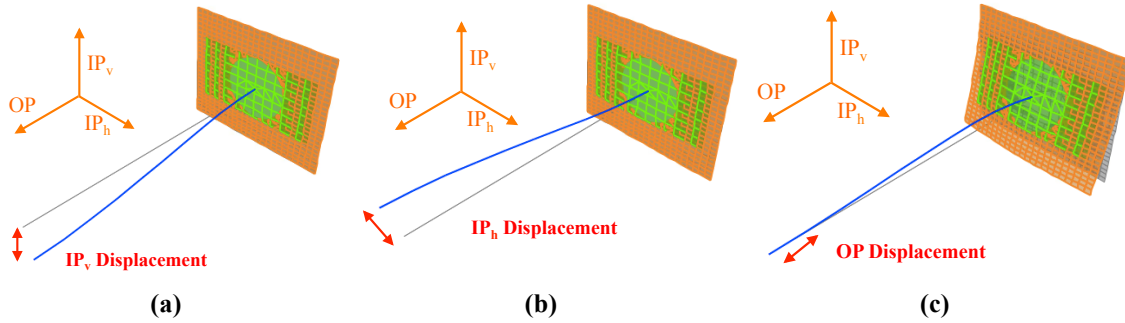 IPv
OP
IPh
IPv Displacement
(a)
IPv
OP
IPh
IPh Displacement
(b)
IPv
OP
IPh
OP Displacement
(c)